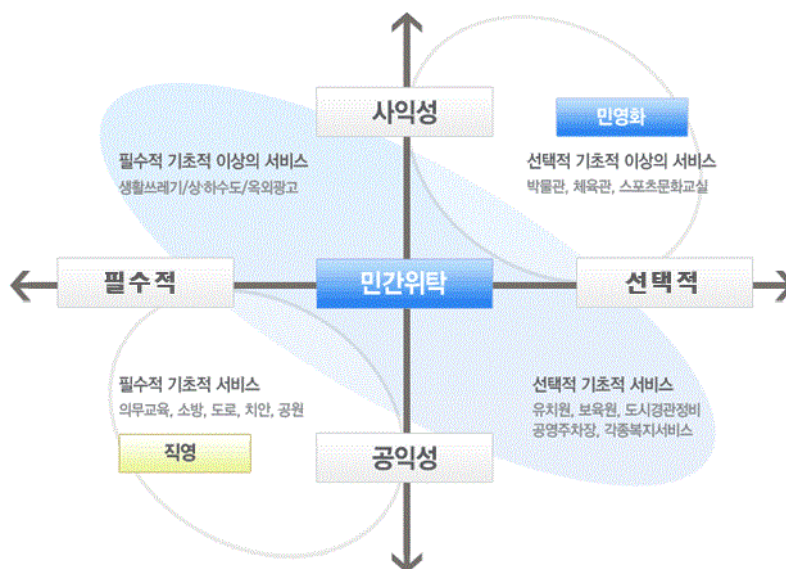 사익성
민영화
필수적 기초적 이상의 서비스
생활쓰레기/상·하수도/옥외광고
선택적 기초적 이상의 서비스
박물관, 체육관, 스포츠문화교실
필수적
민간위탁
선택적
필수적 기초적 서비스
의무교육, 소방, 도로, 치안, 공원
직영
선택적 기초적 서비스
유치원, 보육원, 도시경관정비
공영주차장, 각종복지서비스
공익성